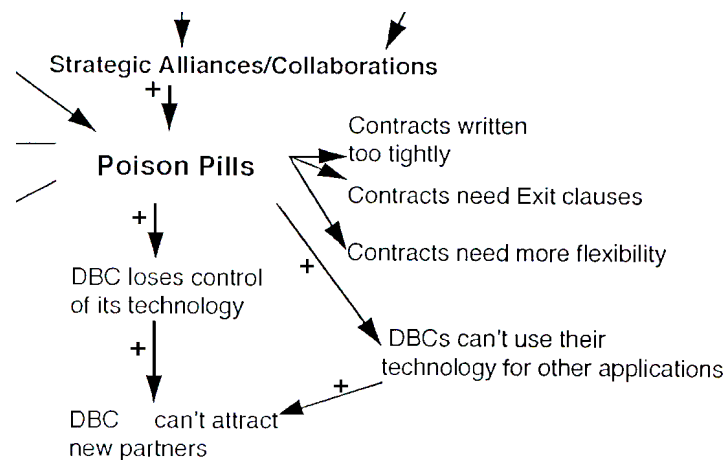 Strategic Alliances/Collaborations
+
Poison Pills
Contracts written
too tightly
Contracts need Exit clauses
Contracts need more flexibility
+
DBC loses control
of its technology
+
DBCs can't use their
technology for other applications
+
+
DBC can't attract
new partners